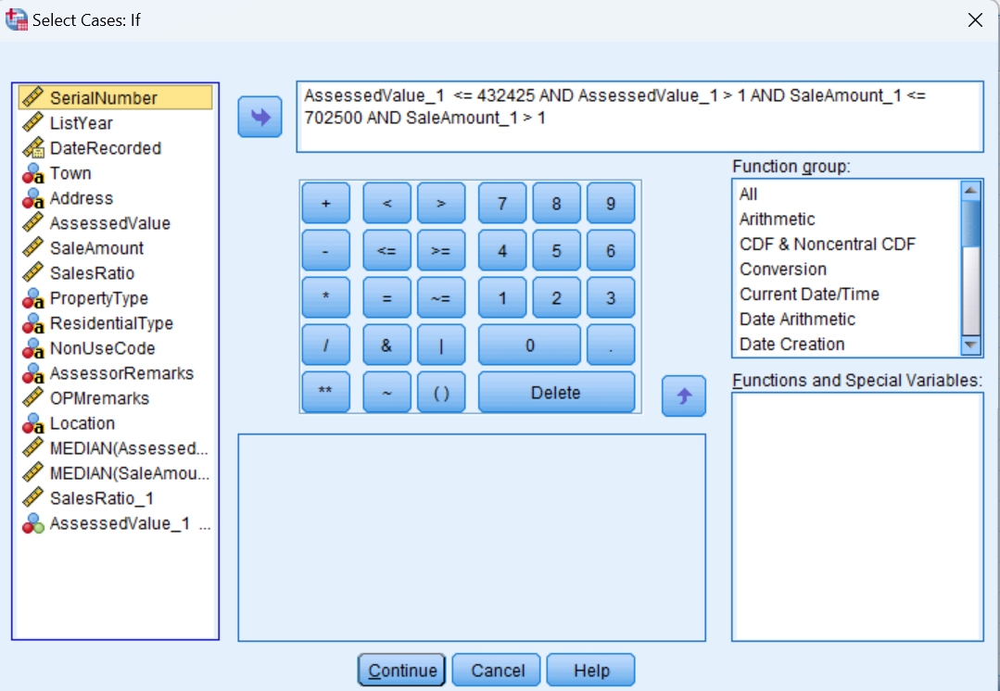 Select Cases: If
SerialNumber
ListYear
DateRecorded
Town
Address
AssessedValue
SaleAmount
SalesRatio
PropertyType
ResidentialType
NonUseCode
AssessorRemarks
OPMremarks
Location
MEDIAN(Assessed...
MEDIAN(SaleAmou...
SalesRatio_1
AssessedValue_1 ...
AssessedValue_1 <= 432425 AND AssessedValue_1 > 1 AND SaleAmount_1 <=
702500 AND SaleAmount_1 > 1
+ < > 7 8 9
- <= >= 4 5 6
* = ~= 1 2 3
/ & | 0 .
** ~ ( ) Delete
Function group:
All
Arithmetic
CDF & Noncentral CDF
Conversion
Current Date/Time
Date Arithmetic
Date Creation
Functions and Special Variables:
Continue Cancel Help